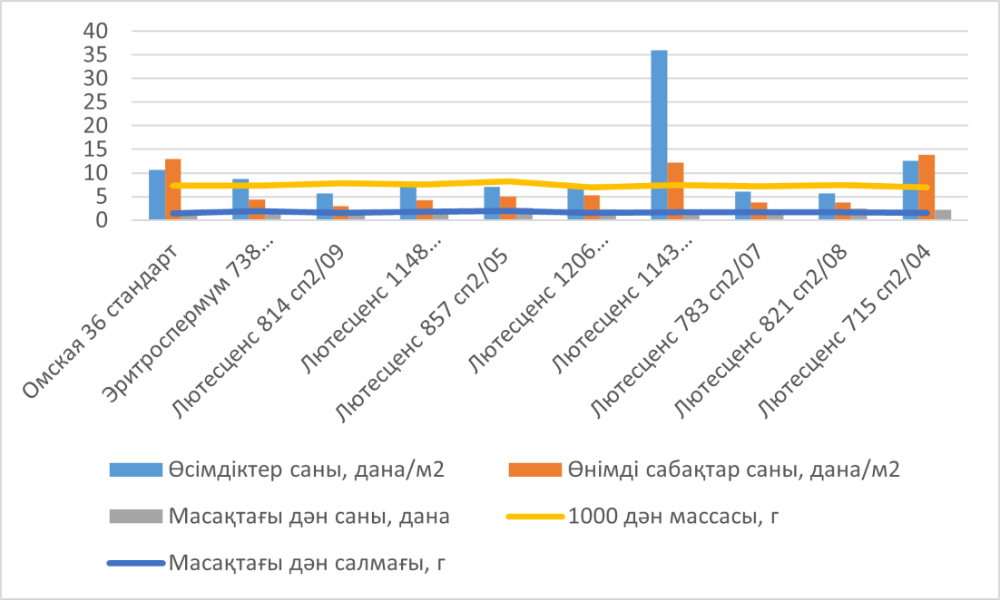 40
35
30
25
20
15
10
5
0
Омская 36 стандарт
Эритроспермум 738...
Лютесценс 814 сп2/09
Лютесценс 1148...
Лютесценс 857 сп2/05
Лютесценс 1206...
Лютесценс 1143...
Лютесценс 783 сп2/07
Лютесценс 821 сп2/08
Лютесценс 715 сп2/04
Өсімдіктер саны, дана/м2
Өнімді сабақтар саны, дана/м2
Масақтағы дән саны, дана
1000 дән массасы, г
Масақтағы дән салмағы, г